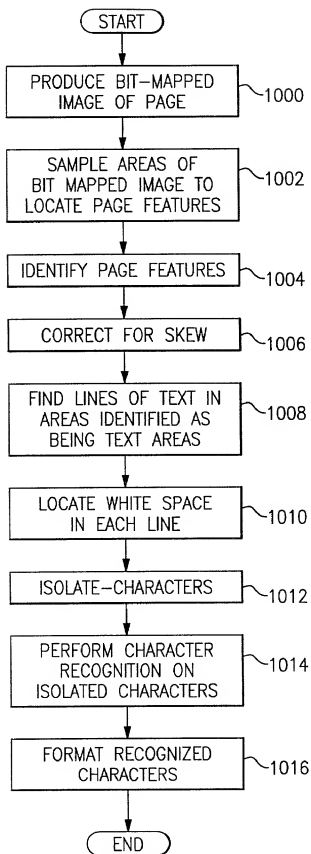 START
PRODUCE BIT-MAPPED
IMAGE OF PAGE
1000
SAMPLE AREAS OF
BIT MAPPED IMAGE TO
LOCATE PAGE FEATURES
1002
IDENTIFY PAGE FEATURES
1004
CORRECT FOR SKEW
1006
FIND LINES OF TEXT IN
AREAS IDENTIFIED AS
BEING TEXT AREAS
1008
LOCATE WHITE SPACE
IN EACH LINE
1010
ISOLATE-CHARACTERS
1012
PERFORM CHARACTER
RECOGNITION ON
ISOLATED CHARACTERS
1014
FORMAT RECOGNIZED
CHARACTERS
1016
END